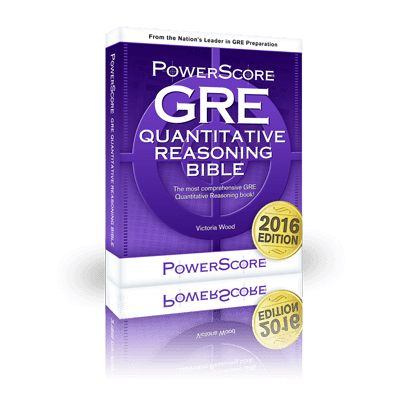 From the Nation's Leader in GRE Preparation
POWERSCORE
GRE
QUANTITATIVE
REASONING
BIBLE
The most comprehensive GRE
Quantitative Reasoning book!
Victoria Wood
2016
EDITION
POWERSCORE
POWERSCORE GRE QUANTITATIVE REASONING BIBLE